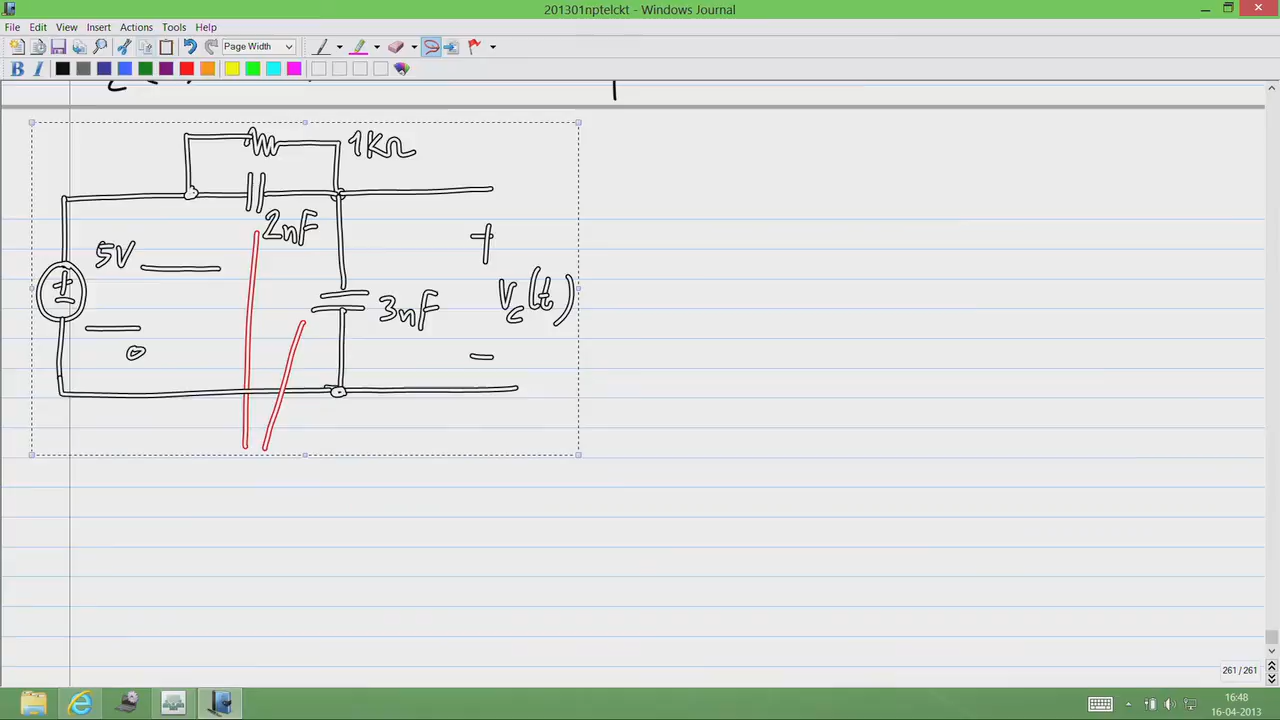 201301nptelckt - Windows Journal
File Edit View Insert Actions Tools Help
Page Width
B I
1KΩ
2nF
5V
+
3nF
Vc(t)
0
261 / 261
16:48
16-04-2013